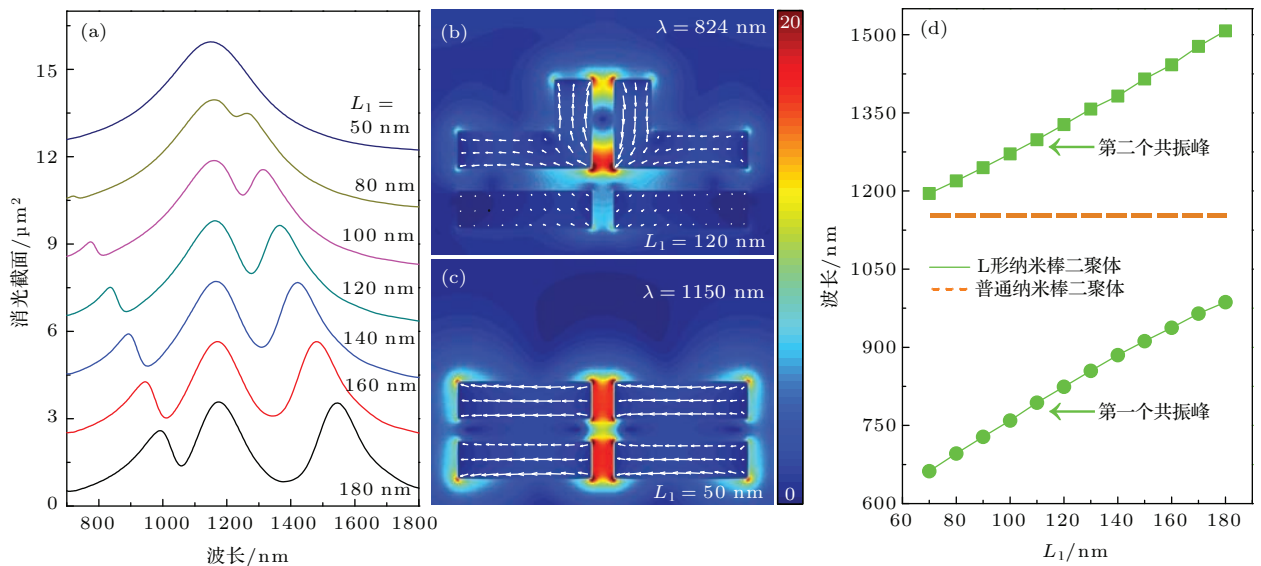 (a)
消光截面/μm²
15
12
9
6
3
0
L₁ =
50 nm
80 nm
100 nm
120 nm
140 nm
160 nm
180 nm
800 1000 1200 1400 1600 1800
波长/nm
(b)
λ = 824 nm
L₁ = 120 nm
(c)
λ = 1150 nm
L₁ = 50 nm
20
0
(d)
波长/nm
1500
1350
1200
1050
900
750
600
第二个共振峰
L形纳米棒二聚体
普通纳米棒二聚体
第一个共振峰
60 80 100 120 140 160 180
L₁/nm